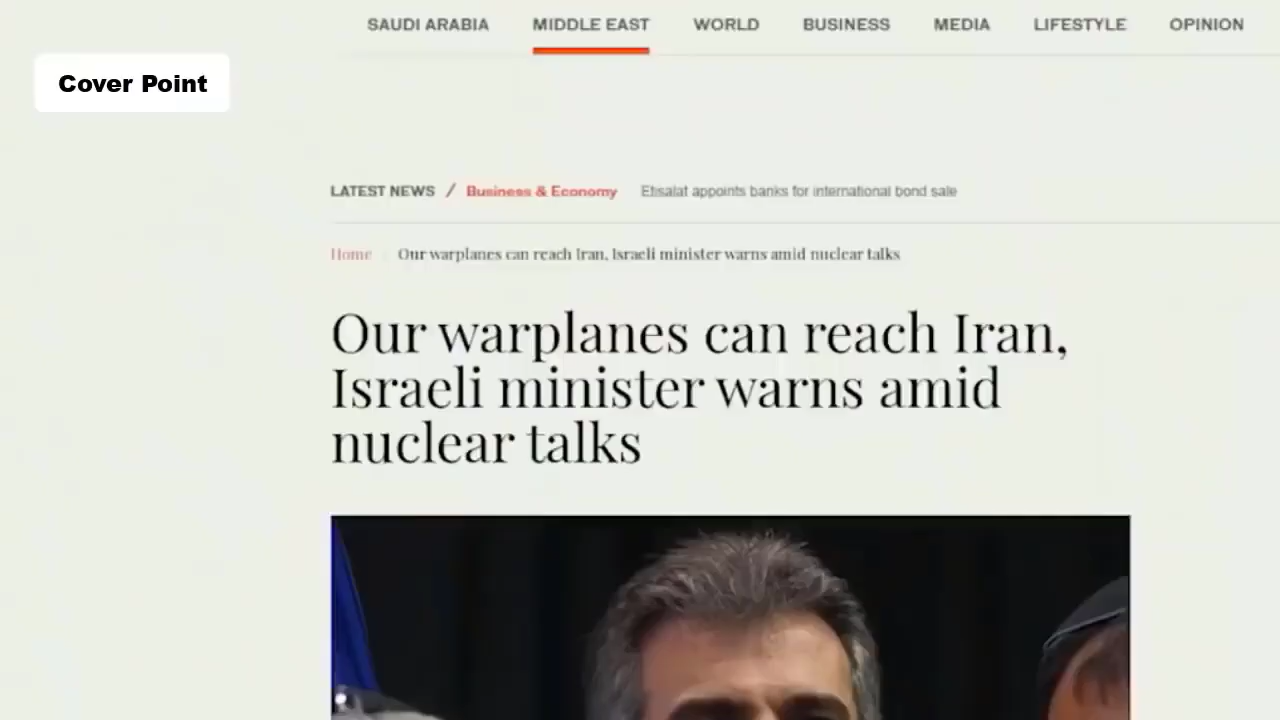 SAUDI ARABIA MIDDLE EAST WORLD BUSINESS MEDIA LIFESTYLE OPINION
Cover Point
LATEST NEWS / Business & Economy Etisalat appoints banks for international bond sale
Home Our warplanes can reach Iran, Israeli minister warns amid nuclear talks
Our warplanes can reach Iran,
Israeli minister warns amid
nuclear talks